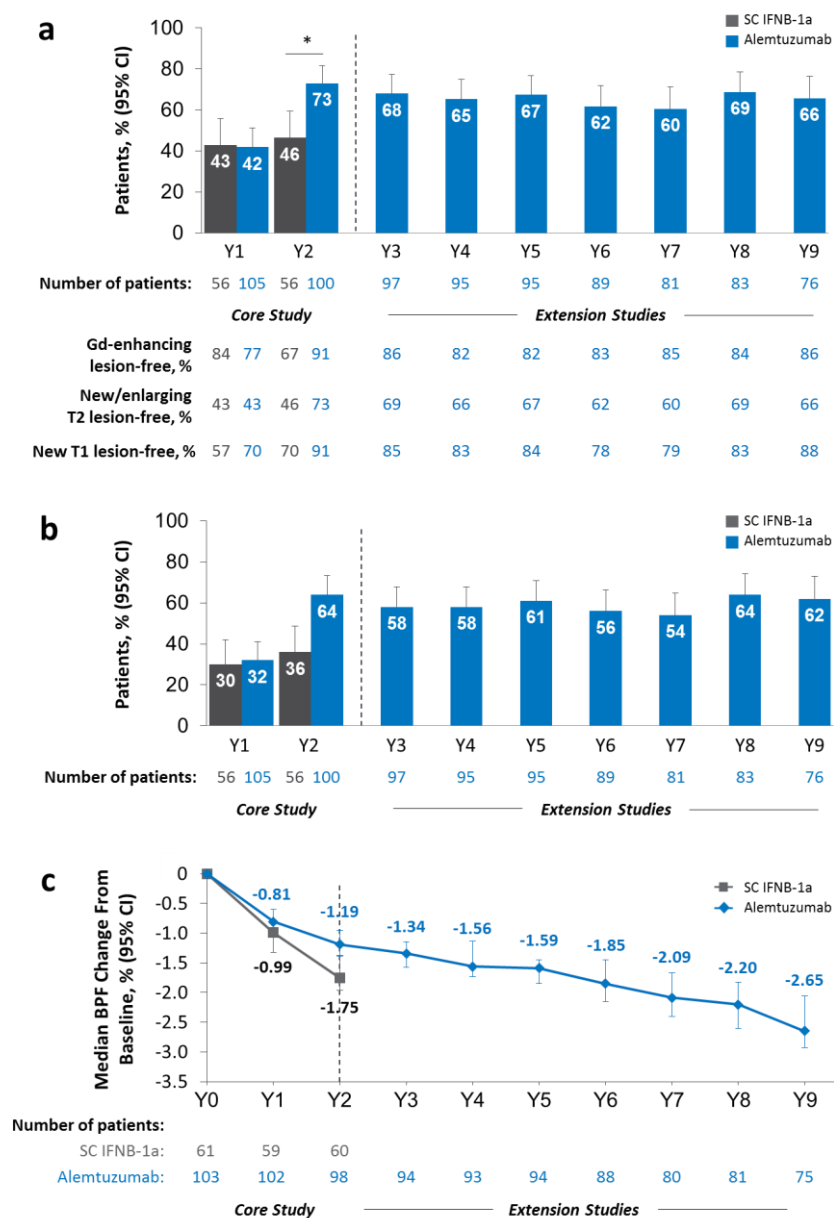 a
SC IFNB-1a
Alemtuzumab
Patients, % (95% CI)
100
80
60
40
20
0
*
43 42 46 73 68 65 67 62 60 69 66
Y1 Y2 Y3 Y4 Y5 Y6 Y7 Y8 Y9
Number of patients: 56 105 56 100 97 95 95 89 81 83 76
Core Study Extension Studies
Gd-enhancing
lesion-free, % 84 77 67 91 86 82 82 83 85 84 86
New/enlarging
T2 lesion-free, % 43 43 46 73 69 66 67 62 60 69 66
New T1 lesion-free, % 57 70 70 91 85 83 84 78 79 83 88
b
SC IFNB-1a
Alemtuzumab
Patients, % (95% CI)
100
80
60
40
20
0
30 32 36 64 58 58 61 56 54 64 62
Y1 Y2 Y3 Y4 Y5 Y6 Y7 Y8 Y9
Number of patients: 56 105 56 100 97 95 95 89 81 83 76
Core Study Extension Studies
c
SC IFNB-1a
Alemtuzumab
Median BPF Change From
Baseline, % (95% CI)
0
-0.5
-1.0
-1.5
-2.0
-2.5
-3.0
-3.5
-0.81 -1.19 -1.34 -1.56 -1.59 -1.85 -2.09 -2.20 -2.65
-0.99 -1.75
Y0 Y1 Y2 Y3 Y4 Y5 Y6 Y7 Y8 Y9
Number of patients:
SC IFNB-1a: 61 59 60
Alemtuzumab: 103 102 98 94 93 94 88 80 81 75
Core Study Extension Studies